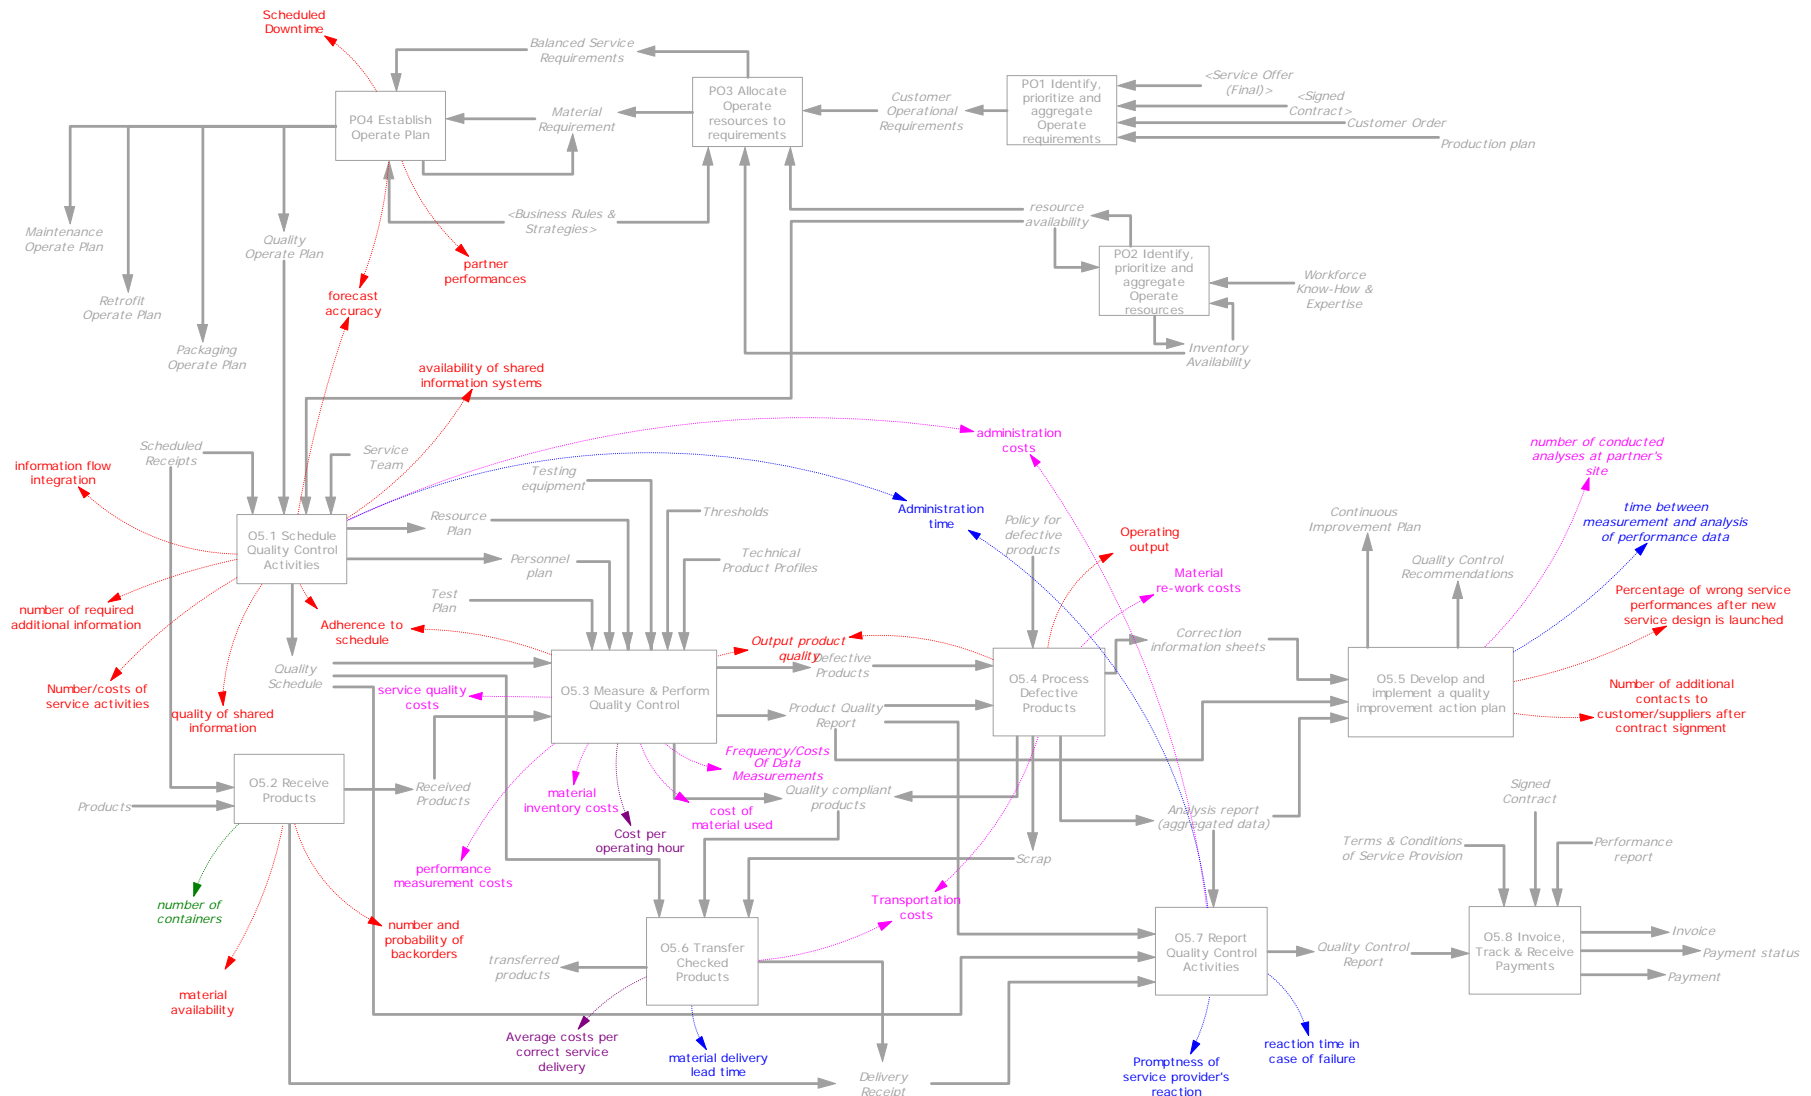 Scheduled
Downtime
Balanced Service
Requirements
PO4 Establish
Operate Plan
Material
Requirement
PO3 Allocate
Operate
resources to
requirements
Customer
Operational
Requirements
PO1 Identify,
prioritize and
aggregate
Operate
requirements
<Service Offer
(Final)>
<Signed
Contract>
Customer Order
Production plan
Maintenance
Operate Plan
Retrofit
Operate Plan
Packaging
Operate Plan
Quality
Operate Plan
<Business Rules &
Strategies>
partner
performances
forecast
accuracy
resource
availability
PO2 Identify,
prioritize and
aggregate
Operate
resources
Workforce
Know-How &
Expertise
Inventory
Availability
availability of shared
information systems
Scheduled
Receipts
information flow
integration
Service
Team
Testing
equipment
administration
costs
Administration
time
number of conducted
analyses at partner's
site
time between
measurement and analysis
of performance data
O5.1 Schedule
Quality Control
Activities
Resource
Plan
Personnel
plan
Test
Plan
Thresholds
Technical
Product Profiles
Policy for
defective
products
Operating
output
Material
re-work costs
Continuous
Improvement Plan
Quality Control
Recommendations
Percentage of wrong service
performances after new
service design is launched
number of required
additional information
Adherence to
schedule
Quality
Schedule
Number/costs of
service activities
quality of shared
information
service quality
costs
O5.3 Measure & Perform
Quality Control
Output product
quality
Defective
Products
Product Quality
Report
O5.4 Process
Defective
Products
Correction
information sheets
O5.5 Develop and
implement a quality
improvement action plan
Number of additional
contacts to
customer/suppliers after
contract signment
O5.2 Receive
Products
Products
Received
Products
Frequency/Costs
Of Data
Measurements
material
inventory costs
cost of
material used
Cost per
operating hour
performance
measurement costs
Quality compliant
products
Analysis report
(aggregated data)
Scrap
Signed
Contract
Terms & Conditions
of Service Provision
Performance
report
number of
containers
number and
probability of
backorders
material
availability
Transportation
costs
transferred
products
O5.6 Transfer
Checked
Products
O5.7 Report
Quality Control
Activities
Quality Control
Report
O5.8 Invoice,
Track & Receive
Payments
Invoice
Payment status
Payment
Average costs per
correct service
delivery
material delivery
lead time
Delivery
Receipt
Promptness of
service provider's
reaction
reaction time in
case of failure